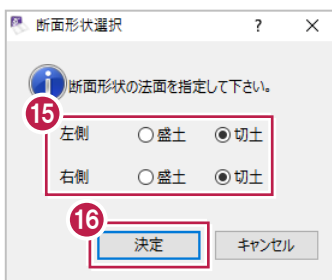 断面形状選択 ? ×
断面形状の法面を指定して下さい。
15
左側 盛土 切土
右側 盛土 切土
16
決定 キャンセル